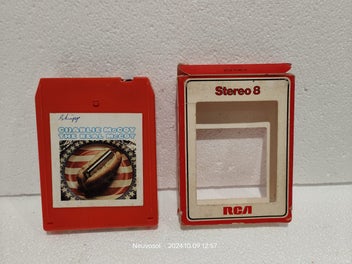 CHARLIE McCOY
THE REAL McCOY
Stereo 8
RCA
Neuvosol - 2024.10.09 12:57